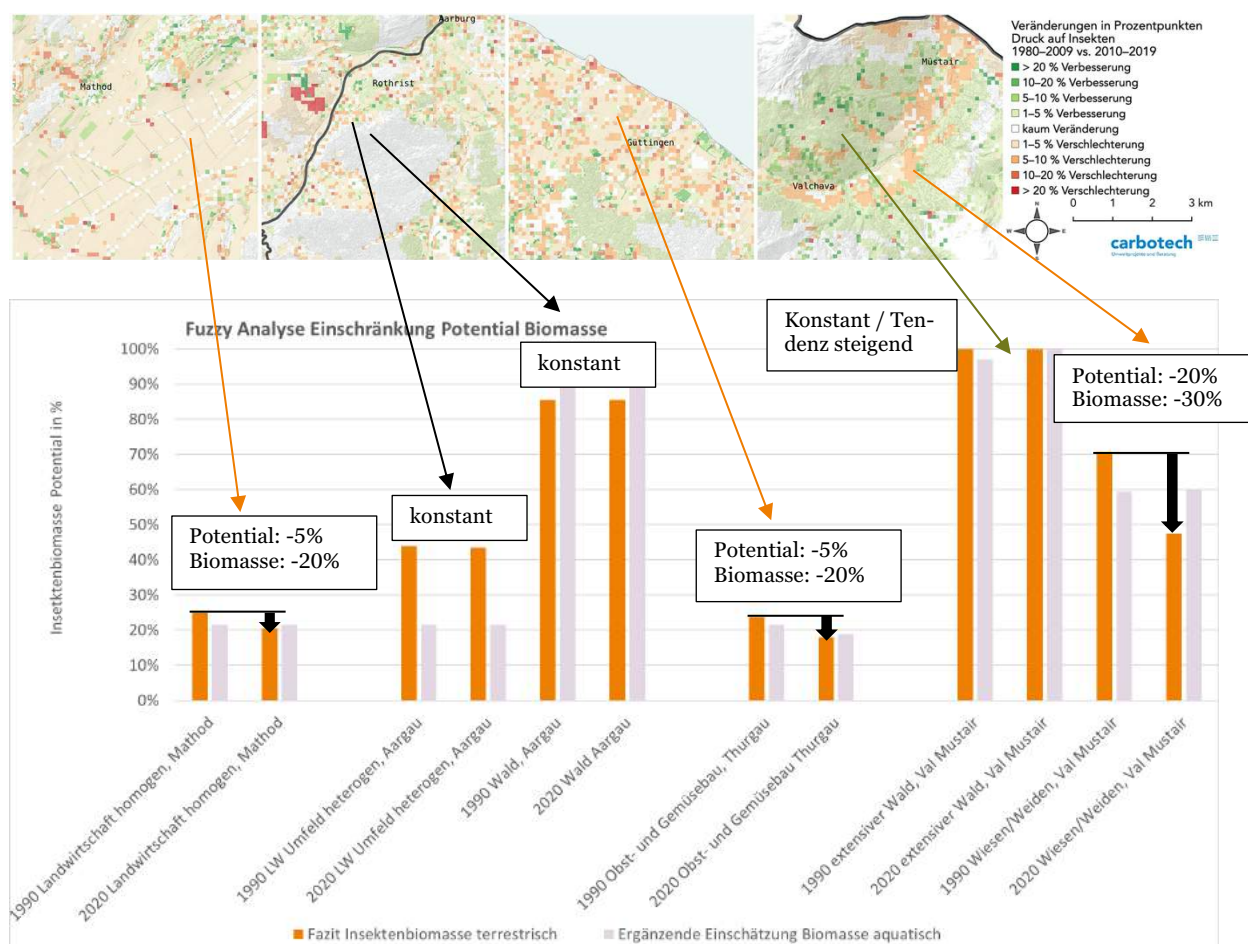 Mathod
Aarburg
Rothrist
Güttingen
Müstair
Valchava
Veränderungen in Prozentpunkten
Druck auf Insekten
1980–2009 vs. 2010–2019
> 20 % Verbesserung
10–20 % Verbesserung
5–10 % Verbesserung
1–5 % Verbesserung
kaum Veränderung
1–5 % Verschlechterung
5–10 % Verschlechterung
10–20 % Verschlechterung
> 20 % Verschlechterung
N
W
E
S
0 1 2 3 km
carbotech
Umweltprojekte und Beratung
Fuzzy Analyse Einschränkung Potential Biomasse
Insetktenbiomasse Potential in %
100%
90%
80%
70%
60%
50%
40%
30%
20%
10%
0%
Potential: -5%
Biomasse: -20%
konstant
konstant
Potential: -5%
Biomasse: -20%
Konstant / Ten-
denz steigend
Potential: -20%
Biomasse: -30%
1990 Landwirtschaft homogen, Mathod
2020 Landwirtschaft homogen, Mathod
1990 LW Umfeld heterogen, Aargau
2020 LW Umfeld heterogen, Aargau
1990 Wald, Aargau
2020 Wald Aargau
1990 Obst- und Gemüsebau, Thurgau
2020 Obst- und Gemüsebau Thurgau
1990 extensiver Wald, Val Mustair
2020 extensiver Wald, Val Mustair
1990 Wiesen/Weiden, Val Mustair
2020 Wiesen/Weiden, Val Mustair
Fazit Insektenbiomasse terrestrisch
Ergänzende Einschätzung Biomasse aquatisch